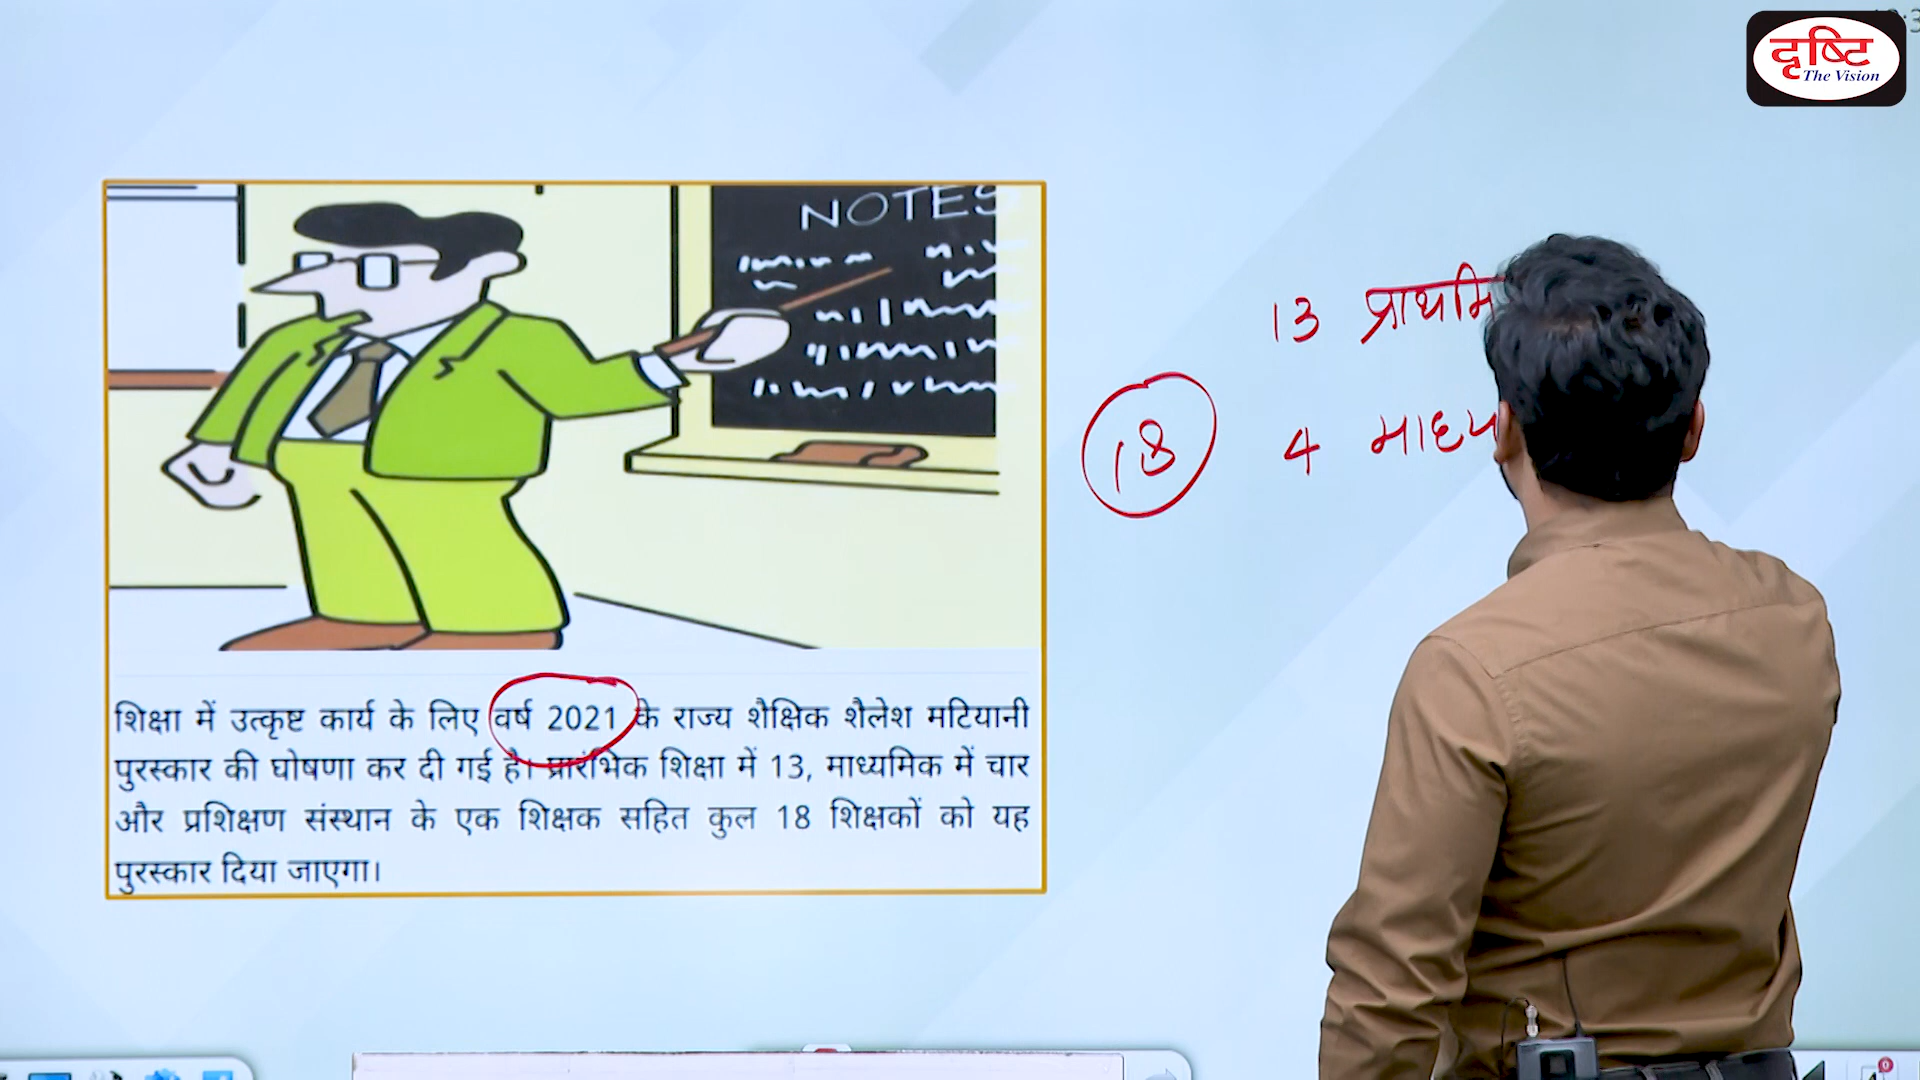 दृष्टि
The Vision
NOTES
13
18
4
शिक्षा में उत्कृष्ट कार्य के लिए वर्ष 2021 के राज्य शैक्षिक शैलेश मटियानी
पुरस्कार की घोषणा कर दी गई है। प्रारंभिक शिक्षा में 13, माध्यमिक में चार
और प्रशिक्षण संस्थान के एक शिक्षक सहित कुल 18 शिक्षकों को यह
पुरस्कार दिया जाएगा।